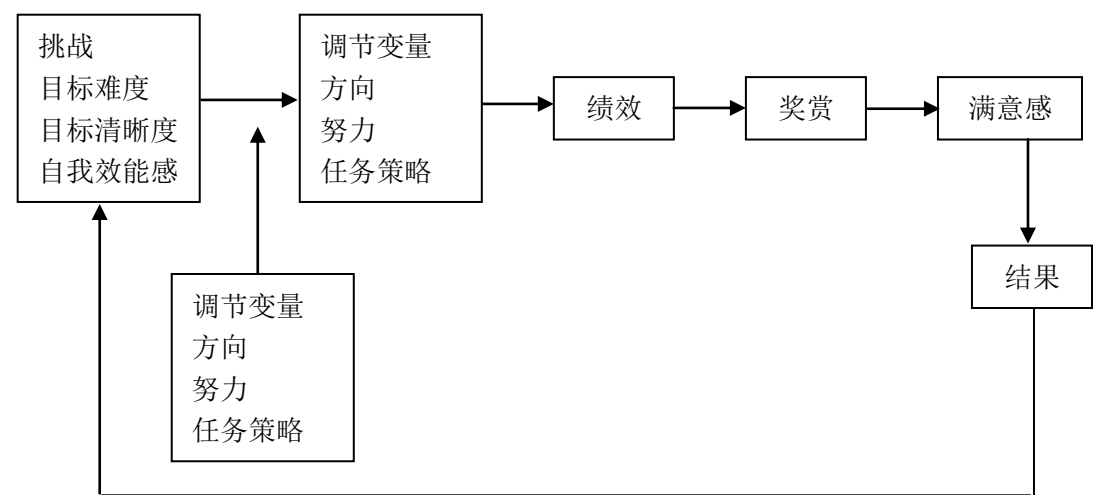 挑战
目标难度
目标清晰度
自我效能感
调节变量
方向
努力
任务策略
绩效
奖赏
满意感
结果
调节变量
方向
努力
任务策略